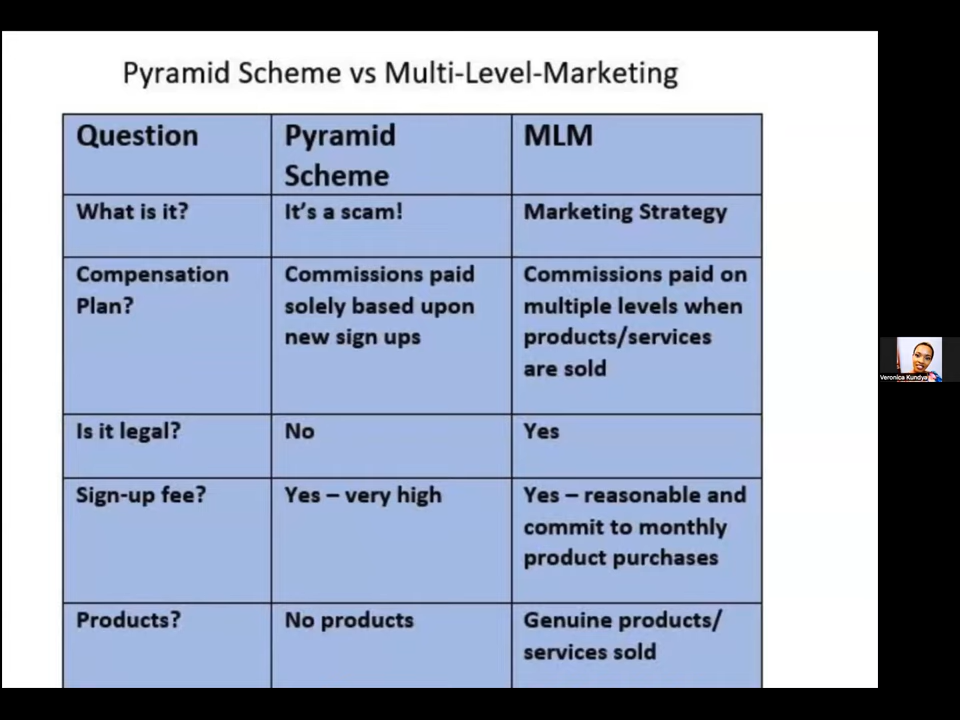 Pyramid Scheme vs Multi-Level-Marketing
Question
Pyramid
Scheme
MLM
What is it?
It's a scam!
Marketing Strategy
Compensation
Plan?
Commissions paid
solely based upon
new sign ups
Commissions paid on
multiple levels when
products/services
are sold
Is it legal?
No
Yes
Sign-up fee?
Yes – very high
Yes – reasonable and
commit to monthly
product purchases
Products?
No products
Genuine products/
services sold
Veronica Kundya